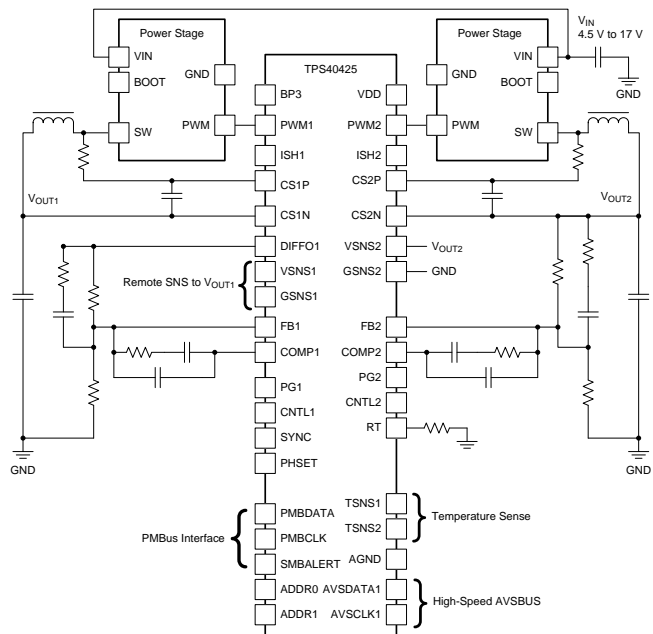 Power Stage
VIN
BOOT
GND
SW
PWM
TPS40425
Power Stage
VIN
GND
BOOT
PWM
SW
VIN
4.5 V to 17 V
GND
BP3
VDD
PWM1
PWM2
ISH1
ISH2
CS1P
CS2P
VOUT1
VOUT2
CS1N
CS2N
DIFFO1
VSNS2
VOUT2
Remote SNS to VOUT1
VSNS1
GSNS2
GND
GSNS1
FB1
FB2
COMP1
COMP2
PG1
PG2
CNTL1
CNTL2
SYNC
RT
PHSET
GND
GND
PMBus Interface
PMBDATA
PMBCLK
SMBALERT
TSNS1
TSNS2
Temperature Sense
AGND
ADDR0
AVSDATA1
ADDR1
AVSCLK1
High-Speed AVSBUS